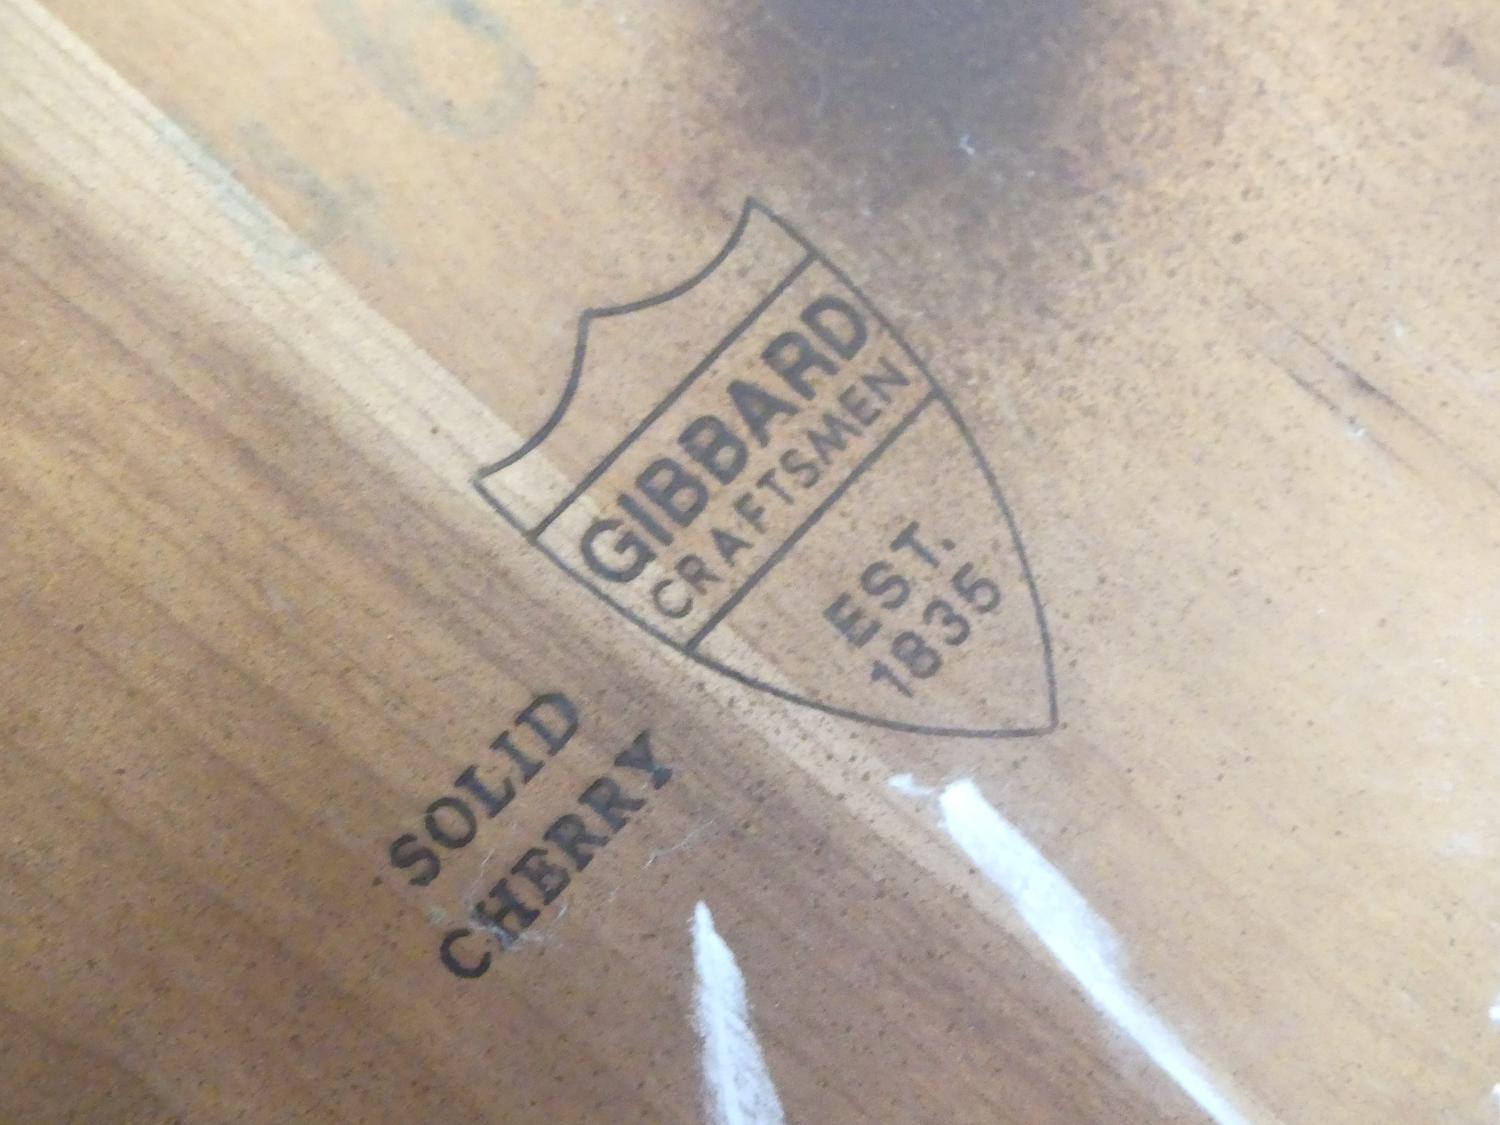 GIBBARD
CRAFTSMEN
EST.
1835
SOLID
CHERRY